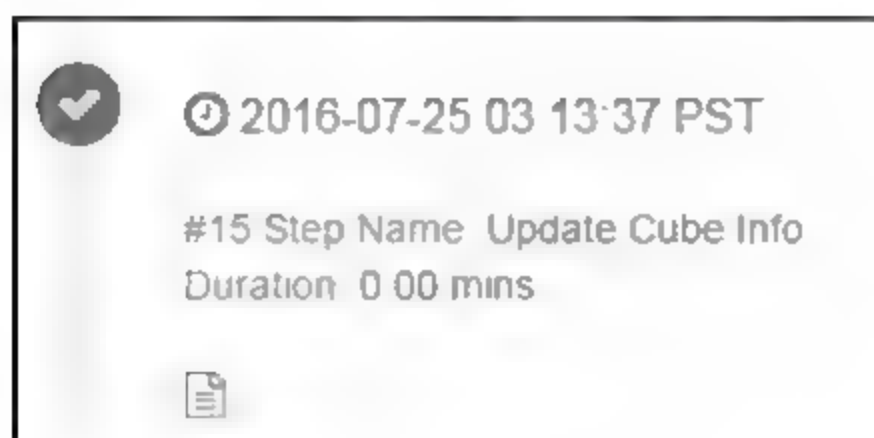 2016-07-25 03 13:37 PST
#15 Step Name Update Cube Info
Duration 0 00 mins